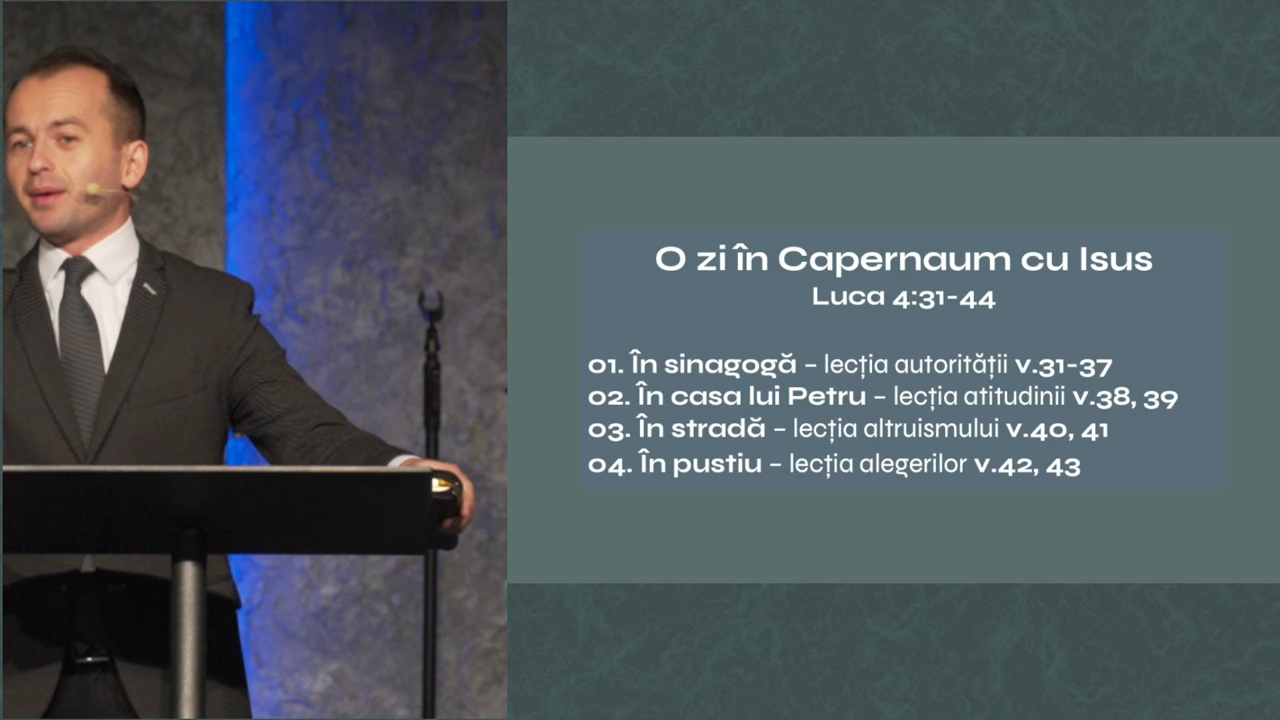 O zi în Capernaum cu Isus
Luca 4:31-44
01. În sinagogă – lecția autorității v.31-37
02. În casa lui Petru – lecția atitudinii v.38, 39
03. În stradă – lecția altruismului v.40, 41
04. În pustiu – lecția alegerilor v.42, 43